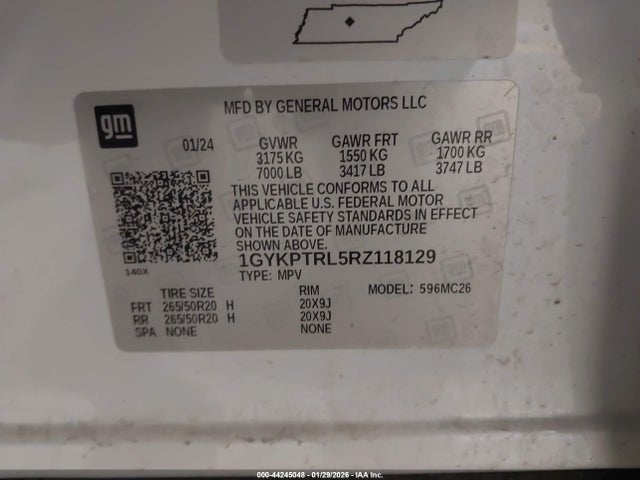 MFD BY GENERAL MOTORS LLC
gm
01/24 GVWR GAWR FRT GAWR RR
3175 KG 1550 KG 1700 KG
7000 LB 3417 LB 3747 LB
THIS VEHICLE CONFORMS TO ALL
APPLICABLE U.S. FEDERAL MOTOR
VEHICLE SAFETY STANDARDS IN EFFECT
ON THE DATE OF MANUFACTURE
SHOWN ABOVE.
140X
1GYKPTRL5RZ118129
TYPE: MPV
TIRE SIZE RIM MODEL: 596MC26
FRT 265/50R20 H 20X9J
RR 265/50R20 H 20X9J
SPA NONE NONE
000-44245048 | 01/29/2026 - IAA Inc.